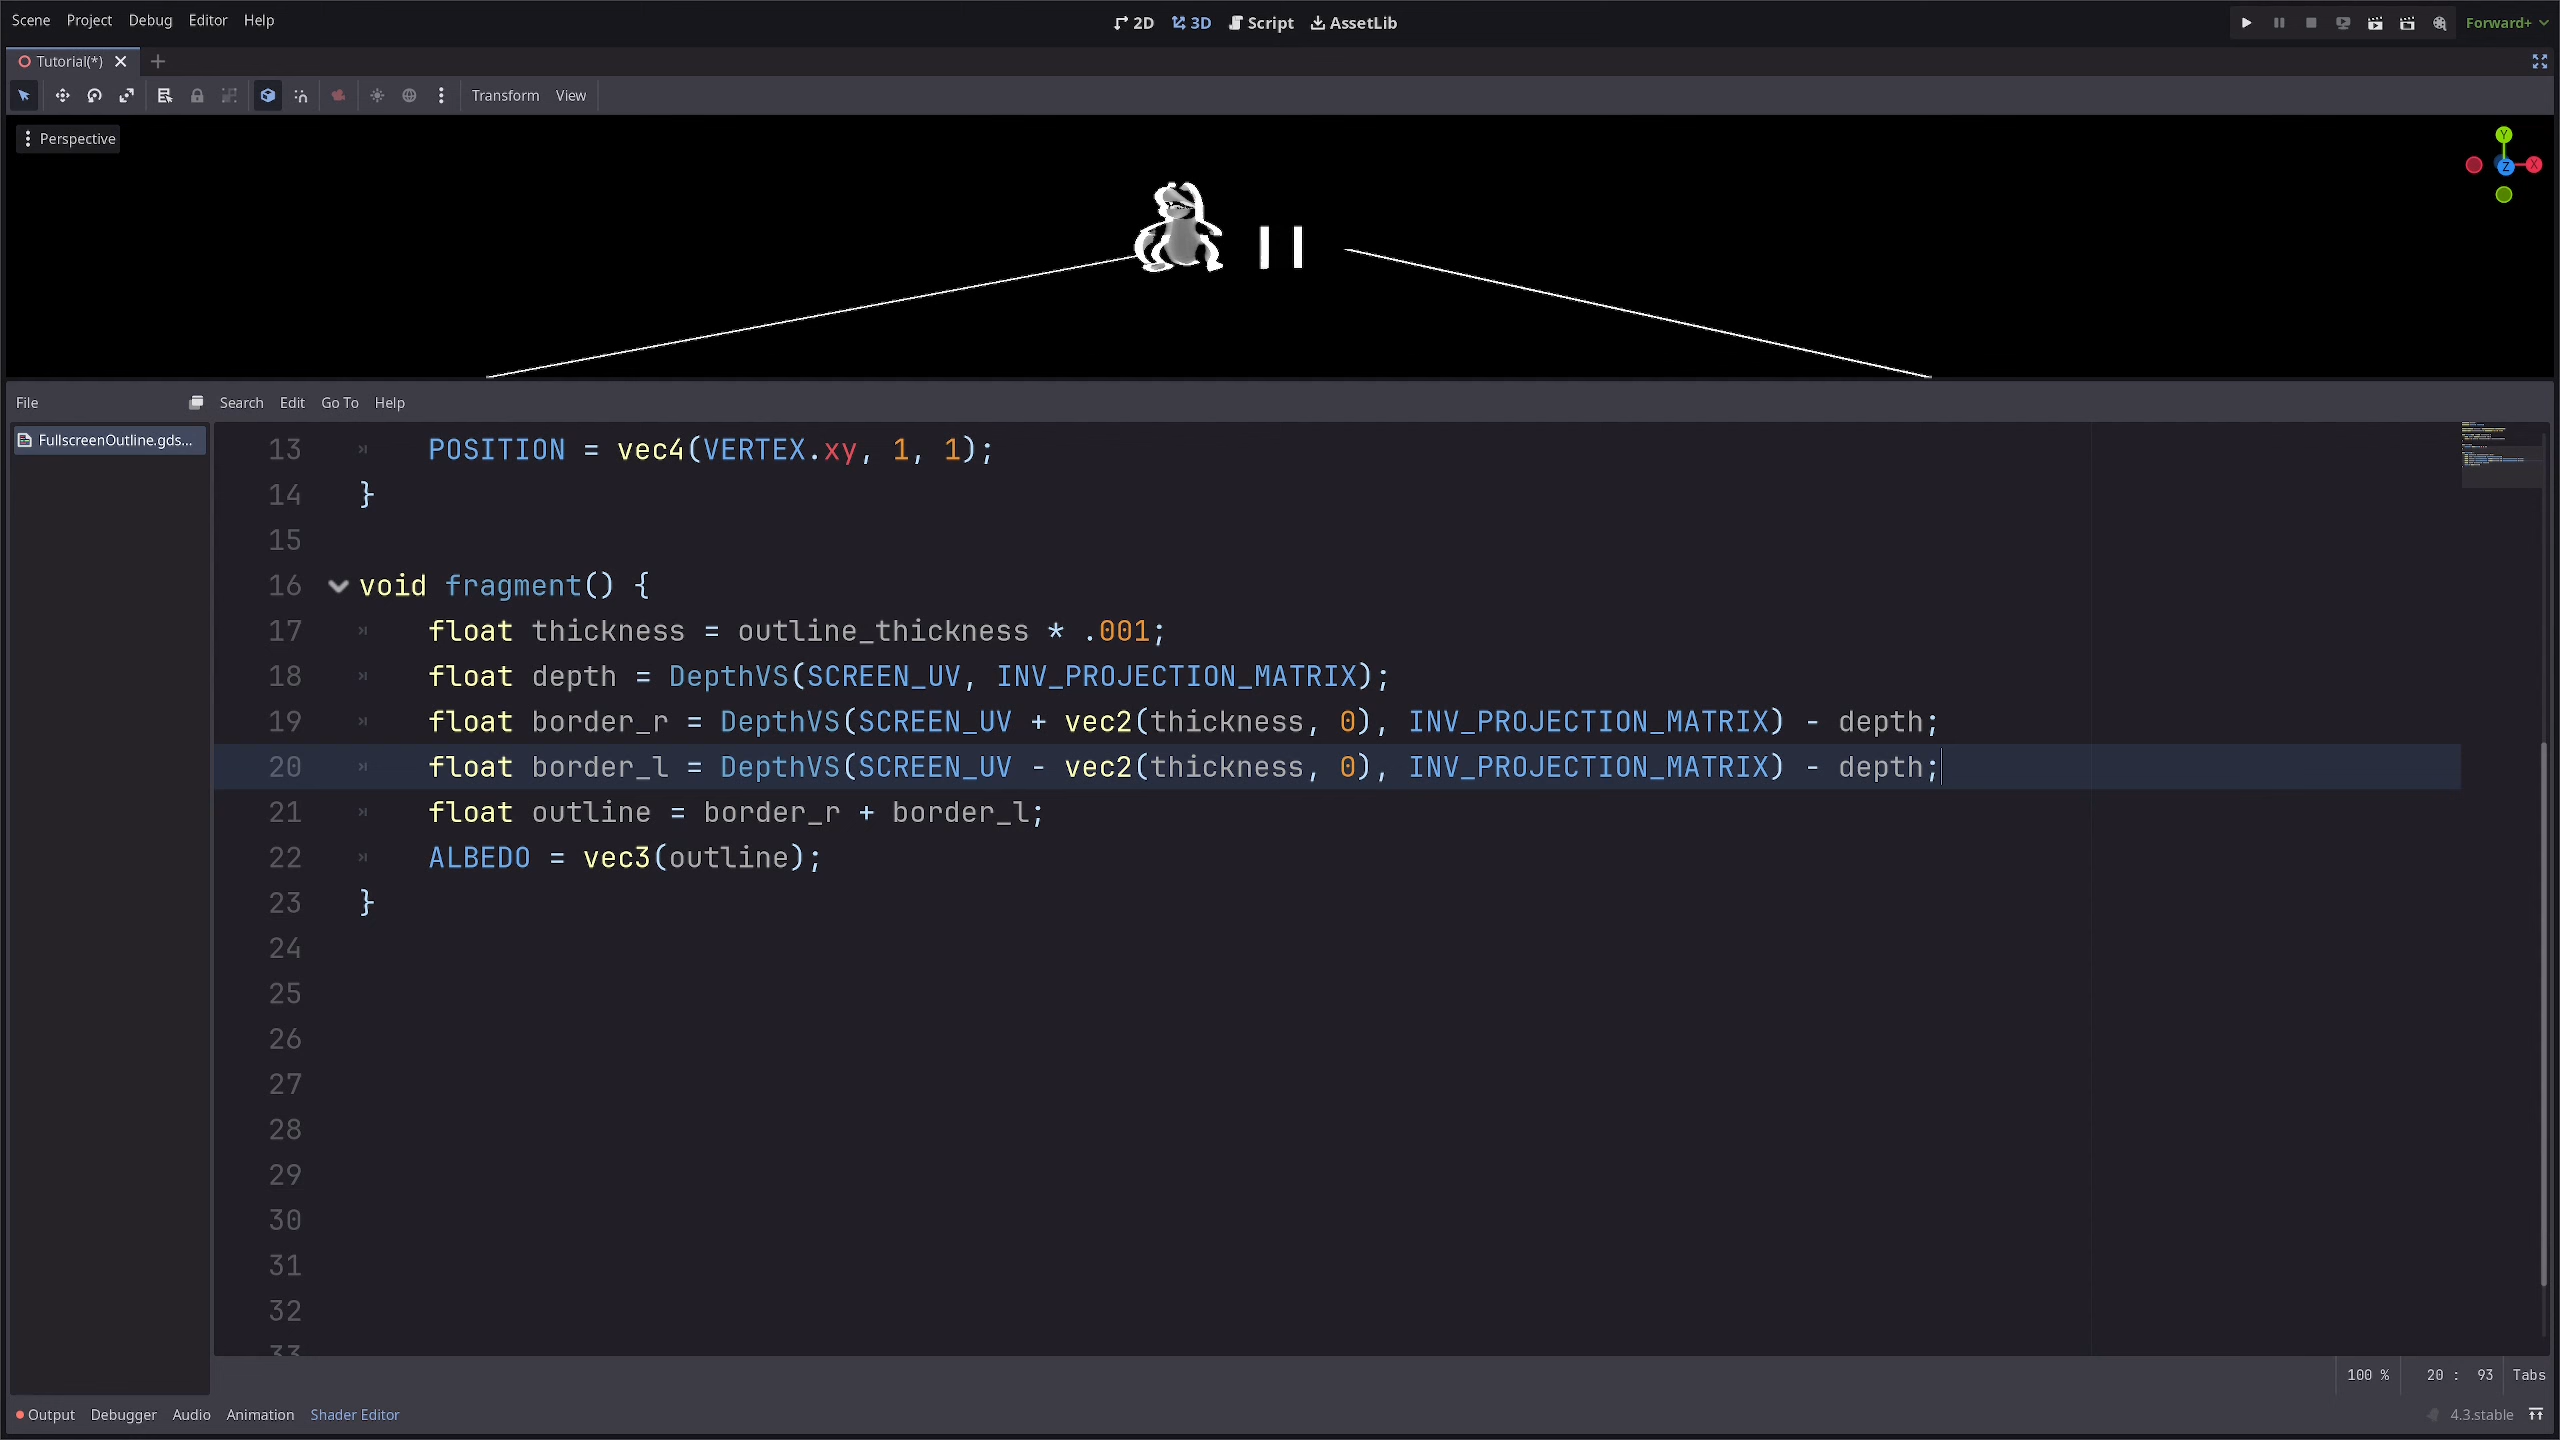 Scene Project Debug Editor Help 2D 3D Script AssetLib Forward+
Tutorial(*)
Transform View
Perspective
Y
Z X
File Search Edit Go To Help
FullscreenOutline.gds...
13 POSITION = vec4(VERTEX.xy, 1, 1);
14 }
15
16 void fragment() {
17 float thickness = outline_thickness * .001;
18 float depth = DepthVS(SCREEN_UV, INV_PROJECTION_MATRIX);
19 float border_r = DepthVS(SCREEN_UV + vec2(thickness, 0), INV_PROJECTION_MATRIX) - depth;
20 float border_l = DepthVS(SCREEN_UV - vec2(thickness, 0), INV_PROJECTION_MATRIX) - depth;
21 float outline = border_r + border_l;
22 ALBEDO = vec3(outline);
23 }
24
25
26
27
28
29
30
31
32
33
100 % 20 : 93 Tabs
Output Debugger Audio Animation Shader Editor 4.3.stable